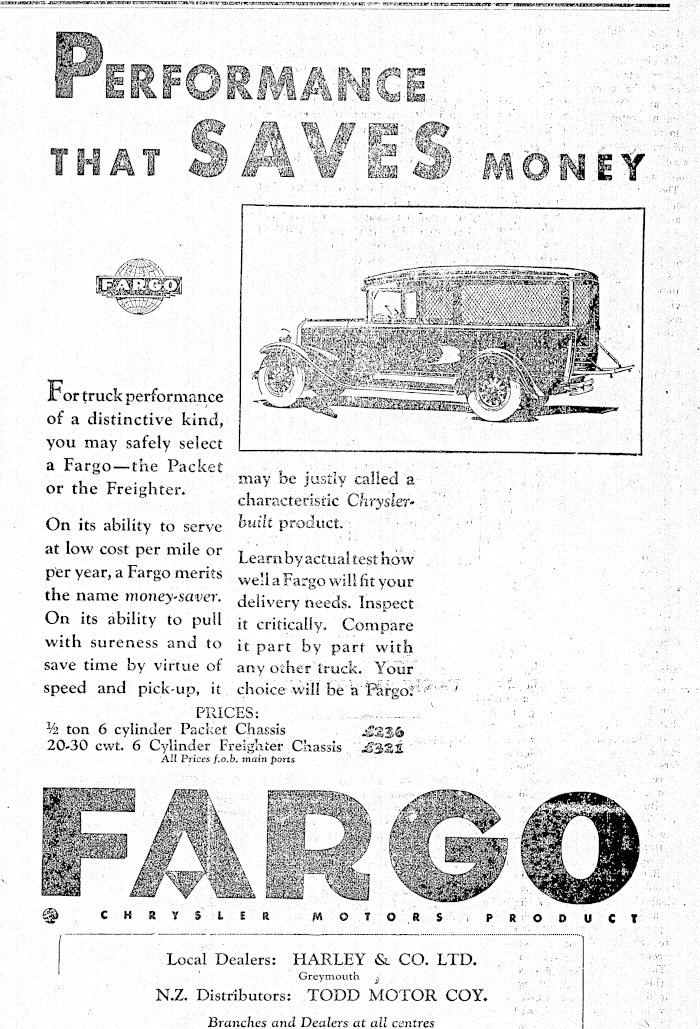 PERFORMANCE
THAT SAVES MONEY
FARGO
For truck performance
of a distinctive kind,
you may safely select
a Fargo—the Packet
or the Freighter.
On its ability to serve
at low cost per mile or
per year, a Fargo merits
the name money-saver.
On its ability to pull
with sureness and to
save time by virtue of
speed and pick-up, it
may be justly called a
characteristic Chrysler-
built product.
Learn by actual test how
well a Fargo will fit your
delivery needs. Inspect
it critically. Compare
it part by part with
any other truck. Your
choice will be a Fargo.
PRICES:
½ ton 6 cylinder Packet Chassis £236
20-30 cwt. 6 Cylinder Freighter Chassis £321
All Prices f.o.b. main ports
FARGO
CHRYSLER MOTORS PRODUCT
Local Dealers: HARLEY & CO. LTD.
Greymouth
N.Z. Distributors: TODD MOTOR COY.
Branches and Dealers at all centres